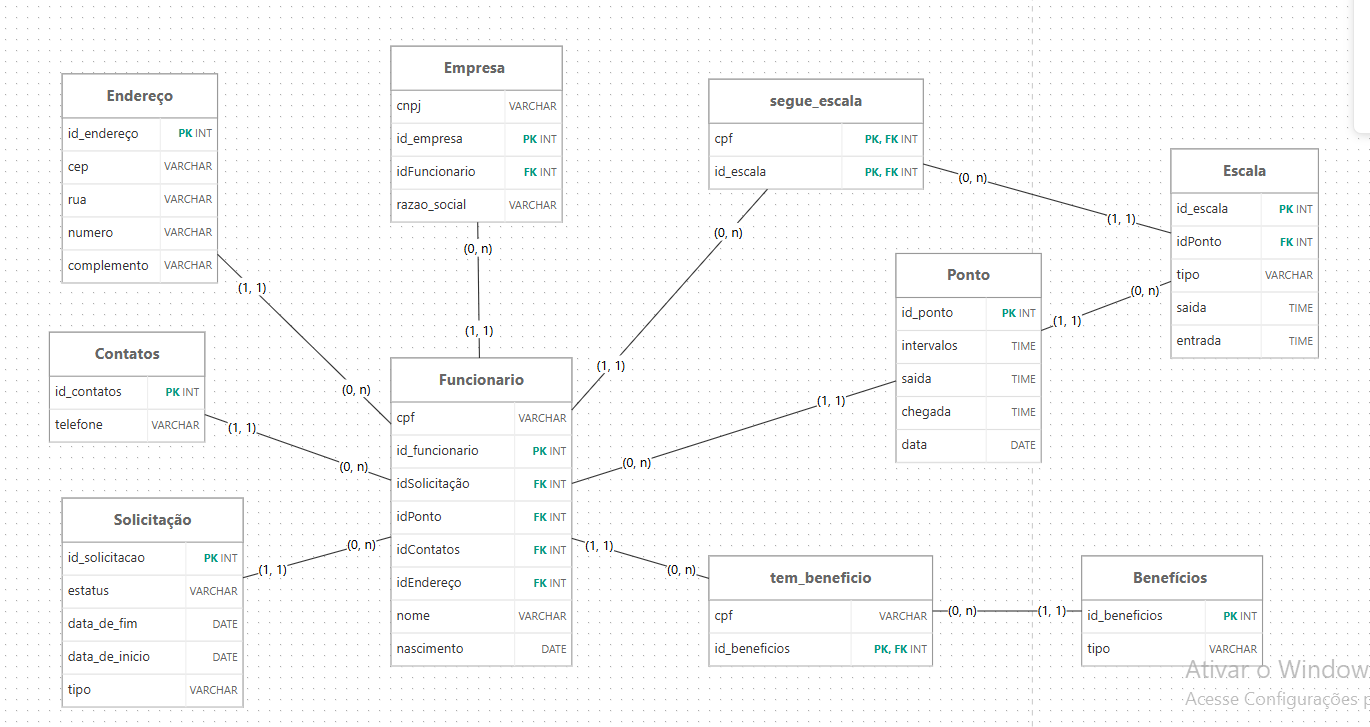 Endereço
id_endereço PK INT
cep VARCHAR
rua VARCHAR
numero VARCHAR
complemento VARCHAR
Empresa
cnpj VARCHAR
id_empresa PK INT
idFuncionario FK INT
razao_social VARCHAR
segue_escala
cpf PK, FK INT
id_escala PK, FK INT
Escala
id_escala PK INT
idPonto FK INT
tipo VARCHAR
saida TIME
entrada TIME
(0, n)
(1, 1)
(0, n)
(1, 1)
(0, n)
(1, 1)
(0, n)
(1, 1)
(0, n)
(1, 1)
Ponto
id_ponto PK INT
intervalos TIME
saida TIME
chegada TIME
data DATE
Contatos
id_contatos PK INT
telefone VARCHAR
(1, 1)
(0, n)
Funcionario
cpf VARCHAR
id_funcionario PK INT
idSolicitação FK INT
idPonto FK INT
idContatos FK INT
idEndereço FK INT
nome VARCHAR
nascimento DATE
(1, 1)
(0, n)
Solicitação
id_solicitacao PK INT
estatus VARCHAR
data_de_fim DATE
data_de_inicio DATE
tipo VARCHAR
(0, n)
(1, 1)
(1, 1)
(0, n)
tem_beneficio
cpf VARCHAR
id_beneficios PK, FK INT
(0, n)
(1, 1)
Benefícios
id_beneficios PK INT
tipo VARCHAR
Ativar o Window
Acesse Configurações p